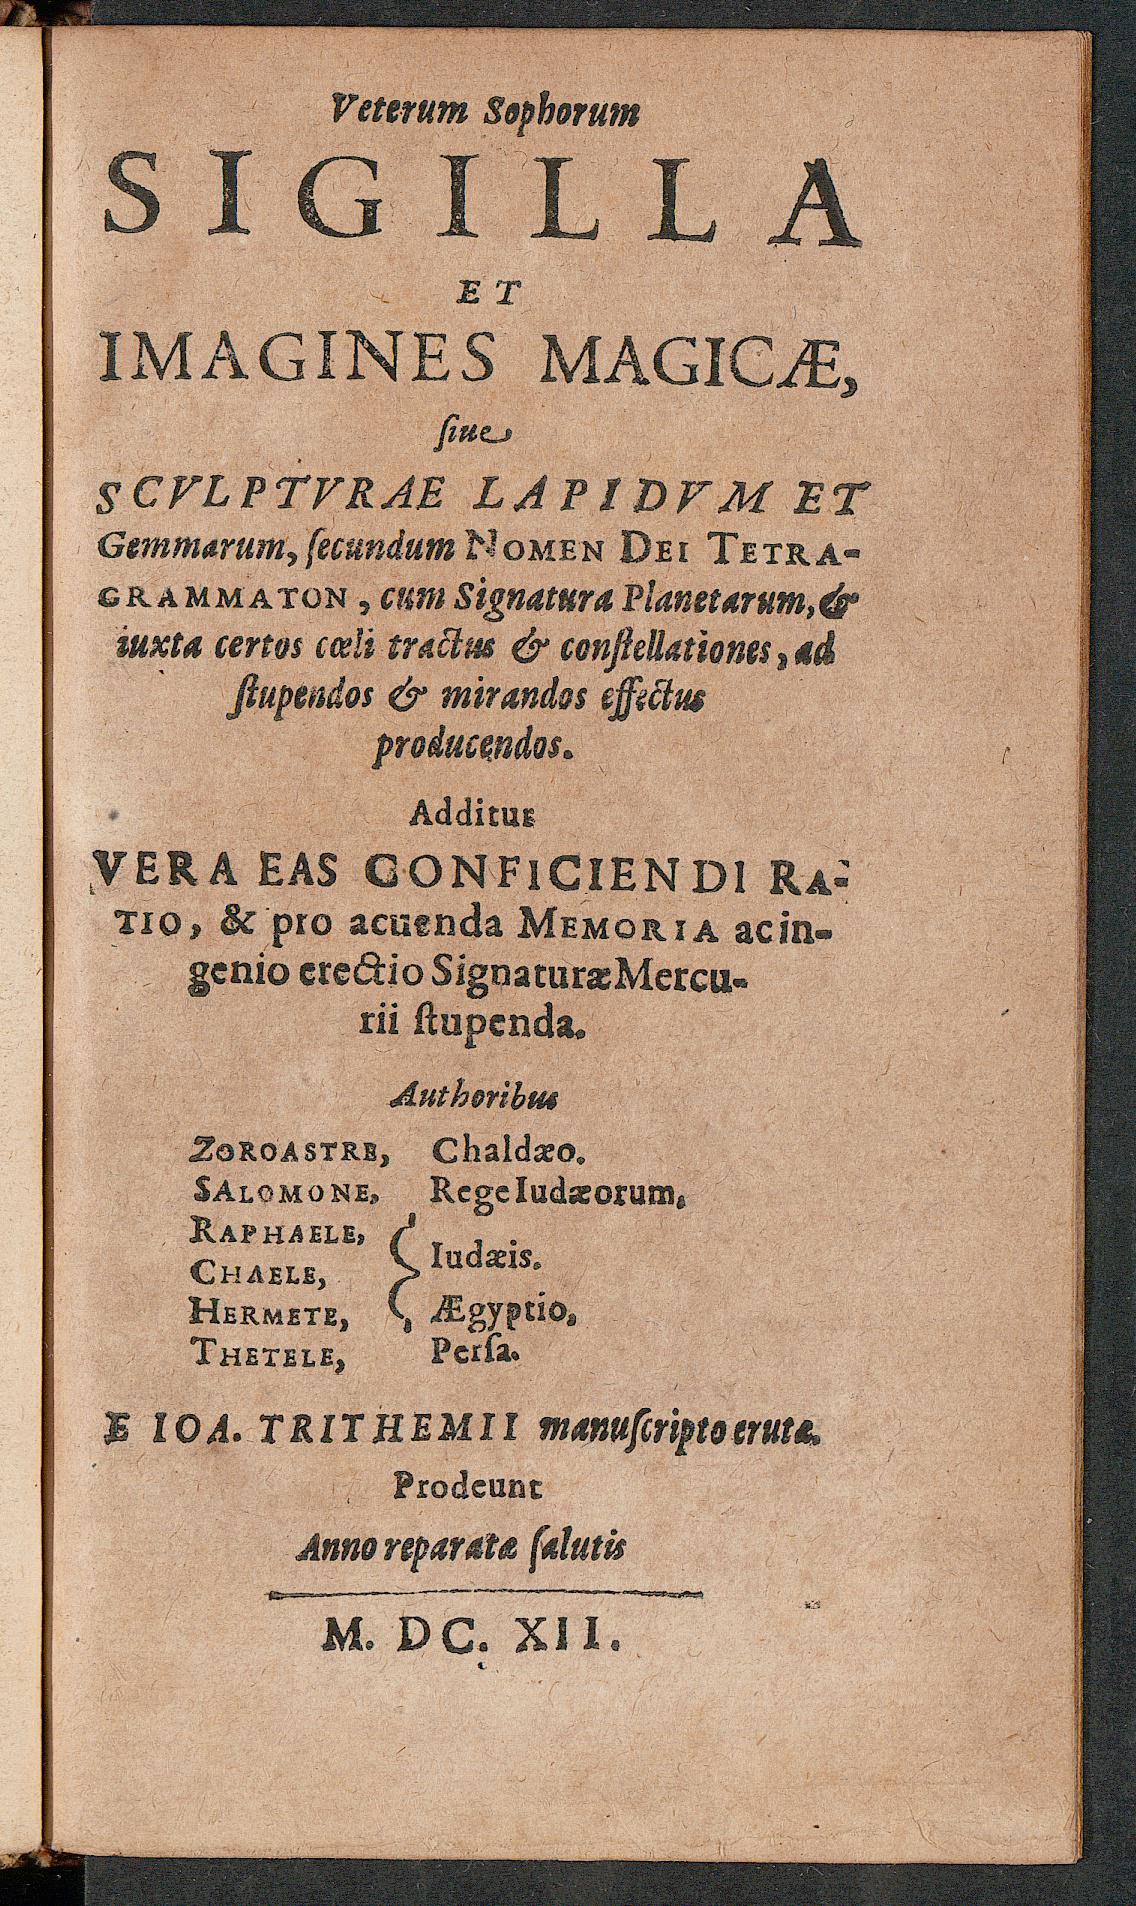 Veterum Sophorum
SIGILLA
ET
IMAGINES MAGICÆ,
ſiue
SCVLPTVRAE LAPIDVM ET
Gemmarum, ſecundum NOMEN DEI TETRA-
GRAMMATON, cum Signatura Planetarum, &
iuxta certos cœli tractus & conſtellationes, ad
ſtupendos & mirandos effectus
producendos.
Additur
VERA EAS CONFICIENDI RA-
TIO, & pro acuenda MEMORIA ac in-
genio erectio Signaturæ Mercu-
rii ſtupenda.
Authoribus
ZOROASTRE, Chaldæo.
SALOMONE, Rege Iudæorum,
RAPHAELE,
CHAELE, Iudæis.
HERMETE, Ægyptio,
THETELE, Perſa.
E IOA. TRITHEMII manuſcripto erutæ.
Prodeunt
Anno reparatæ ſalutis
M. DC. XII.